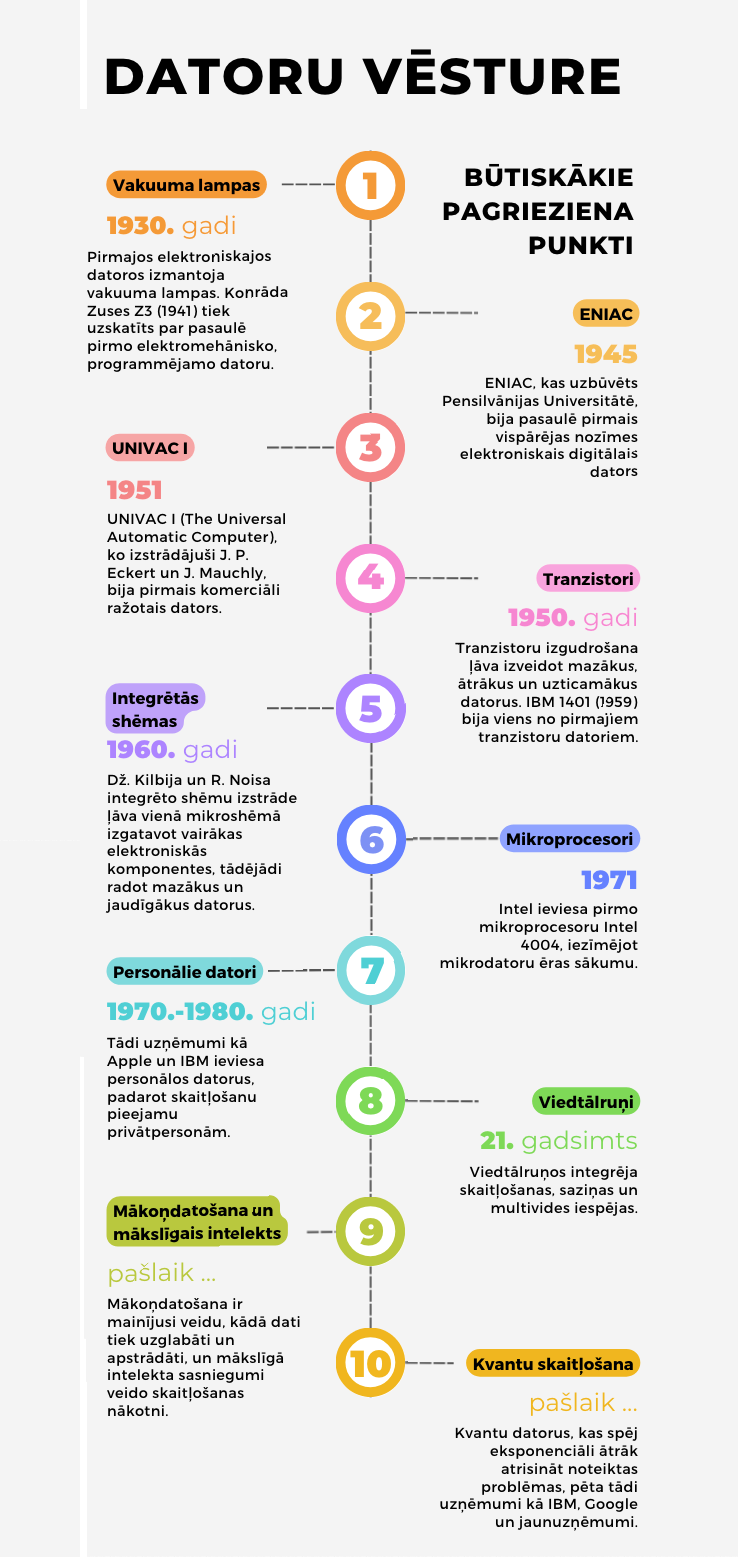 DATORU VĒSTURE
BŪTISKĀKIE
PAGRIEZIENA
PUNKTI
1
Vakuuma lampas
1930. gadi
Pirmajos elektroniskajos
datoros izmantoja
vakuuma lampas. Konrāda
Zuses Z3 (1941) tiek
uzskatīts par pasaulē
pirmo elektromehānisko,
programmējamo datoru.
2
ENIAC
1945
ENIAC, kas uzbūvēts
Pensilvānijas Universitātē,
bija pasaulē pirmais
vispārējas nozīmes
elektroniskais digitālais
dators
3
UNIVAC I
1951
UNIVAC I (The Universal
Automatic Computer),
ko izstrādājuši J. P.
Eckert un J. Mauchly,
bija pirmais komerciāli
ražotais dators.
4
Tranzistori
1950. gadi
Tranzistoru izgudrošana
ļāva izveidot mazākus,
ātrākus un uzticamākus
datorus. IBM 1401 (1959)
bija viens no pirmajiem
tranzistoru datoriem.
5
Integrētās
shēmas
1960. gadi
Dž. Kilbija un R. Noisa
integrēto shēmu izstrāde
ļāva vienā mikroshēmā
izgatavot vairākas
elektroniskās
komponentes, tādējādi
radot mazākus un
jaudīgākus datorus.
6
Mikroprocesori
1971
Intel ieviesa pirmo
mikroprocesoru Intel
4004, iezīmējot
mikrodatoru ēras sākumu.
7
Personālie datori
1970.-1980. gadi
Tādi uzņēmumi kā
Apple un IBM ieviesa
personālos datorus,
padarot skaitļošanu
pieejamu
privātpersonām.
8
Viedtālruņi
21. gadsimts
Viedtālruņos integrēja
skaitļošanas, saziņas un
multivides iespējas.
9
Mākoņdatošana un
mākslīgais intelekts
pašlaik ...
Mākoņdatošana ir
mainījusi veidu, kādā dati
tiek uzglabāti un
apstrādāti, un mākslīgā
intelekta sasniegumi
veido skaitļošanas
nākotni.
10
Kvantu skaitļošana
pašlaik ...
Kvantu datorus, kas spēj
eksponenciāli ātrāk
atrisināt noteiktas
problēmas, pēta tādi
uzņēmumi kā IBM, Google
un jaunuzņēmumi.